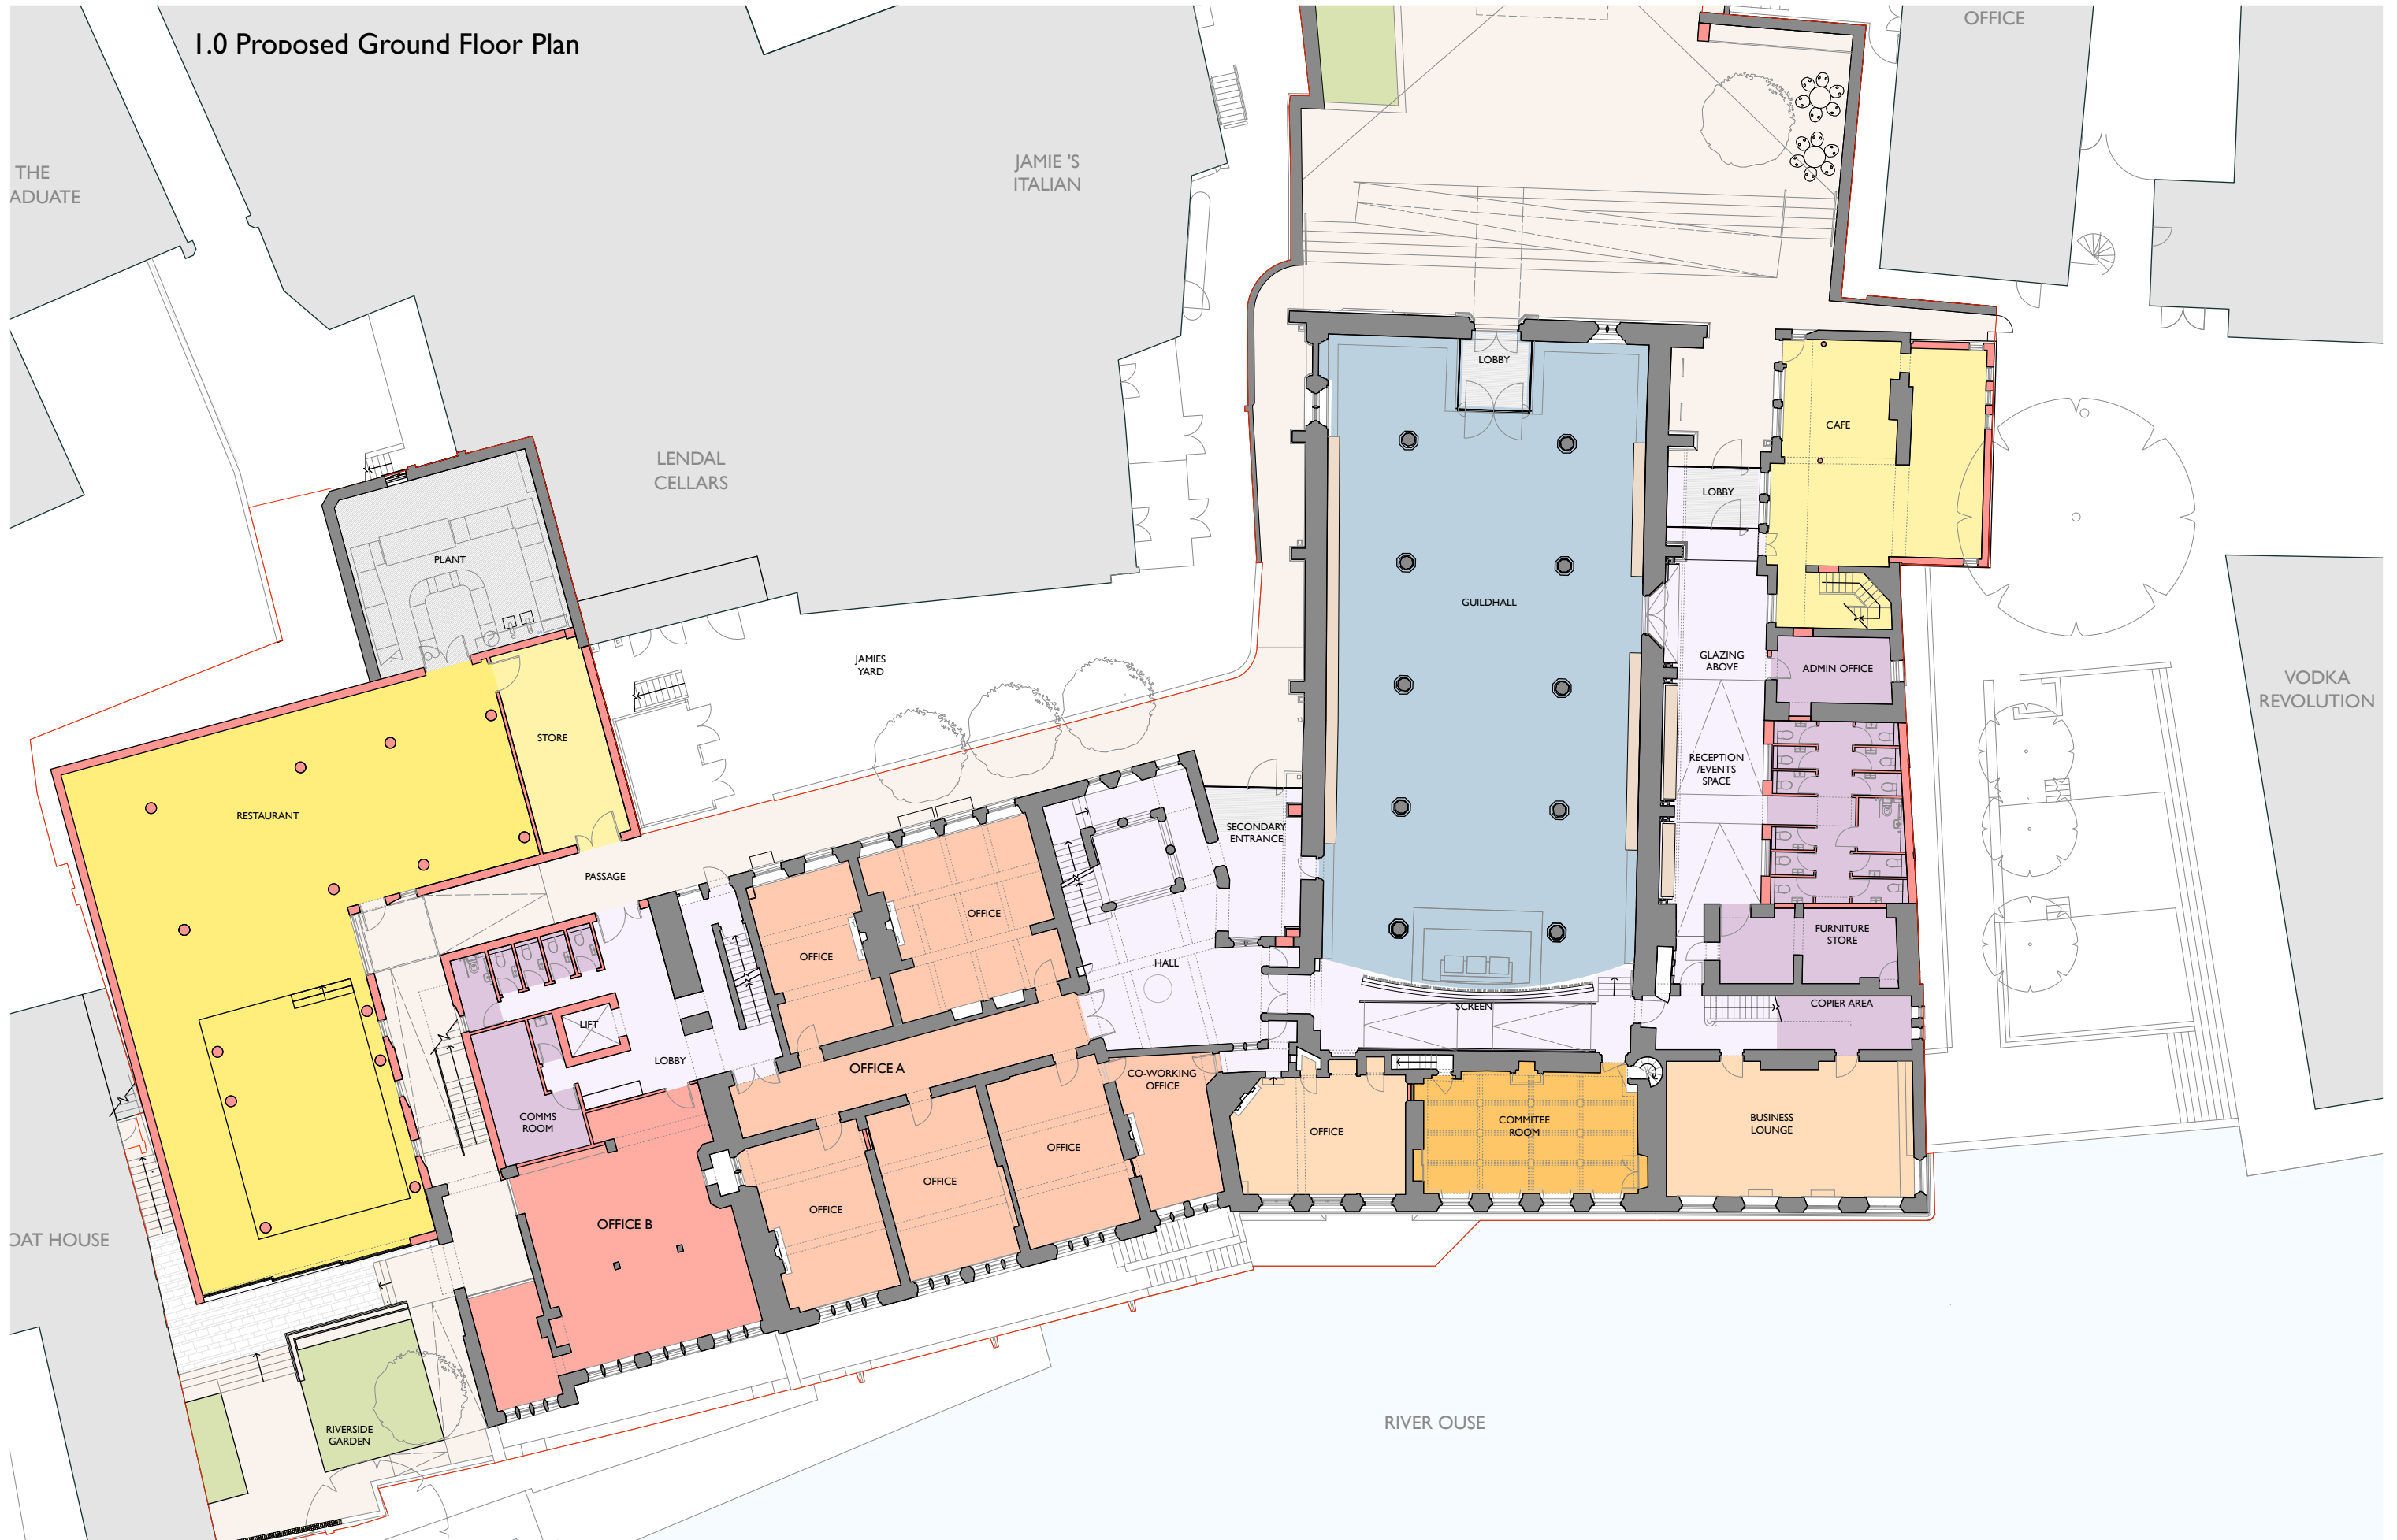 1.0 Proposed Ground Floor Plan
OFFICE
THE
ADUATE
JAMIE 'S
ITALIAN
LENDAL
CELLARS
LOBBY
CAFE
LOBBY
PLANT
GUILDHALL
JAMIES
YARD
GLAZING
ABOVE
ADMIN OFFICE
VODKA
REVOLUTION
STORE
RECEPTION
/EVENTS
SPACE
RESTAURANT
SECONDARY
ENTRANCE
PASSAGE
OFFICE
OFFICE
HALL
FURNITURE
STORE
SCREEN
COPIER AREA
LIFT
LOBBY
OFFICE A
CO-WORKING
OFFICE
COMMS
ROOM
OFFICE
COMMITEE
ROOM
BUSINESS
LOUNGE
OFFICE
OFFICE
OFFICE
OFFICE B
OAT HOUSE
RIVERSIDE
GARDEN
RIVER OUSE